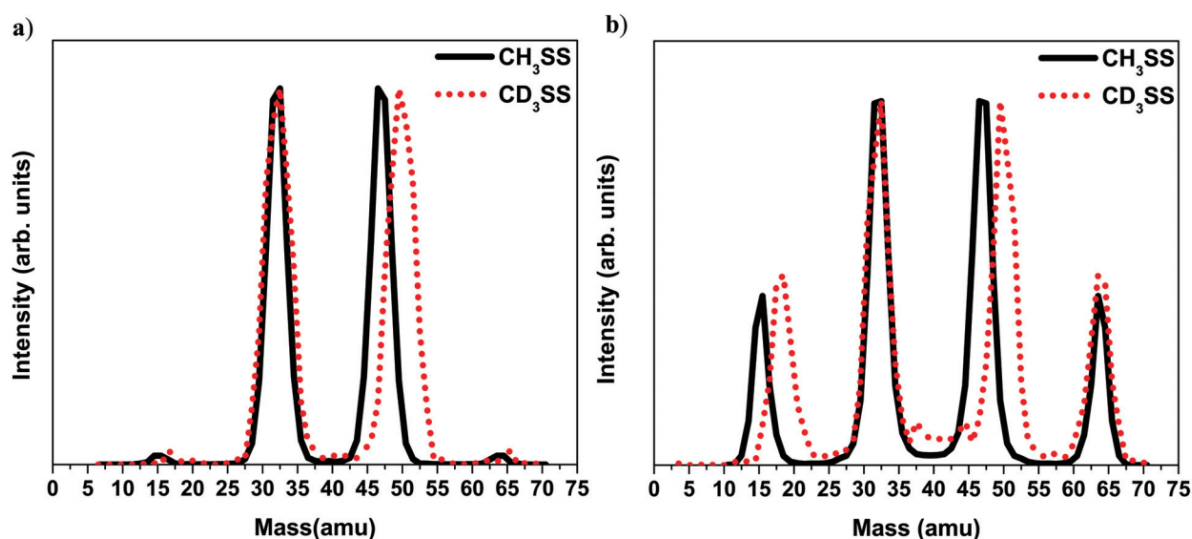 a)
CH₃SS
CD₃SS
Intensity (arb. units)
0 5 10 15 20 25 30 35 40 45 50 55 60 65 70 75
Mass(amu)
b)
CH₃SS
CD₃SS
Intensity (arb. units)
0 5 10 15 20 25 30 35 40 45 50 55 60 65 70 75
Mass (amu)